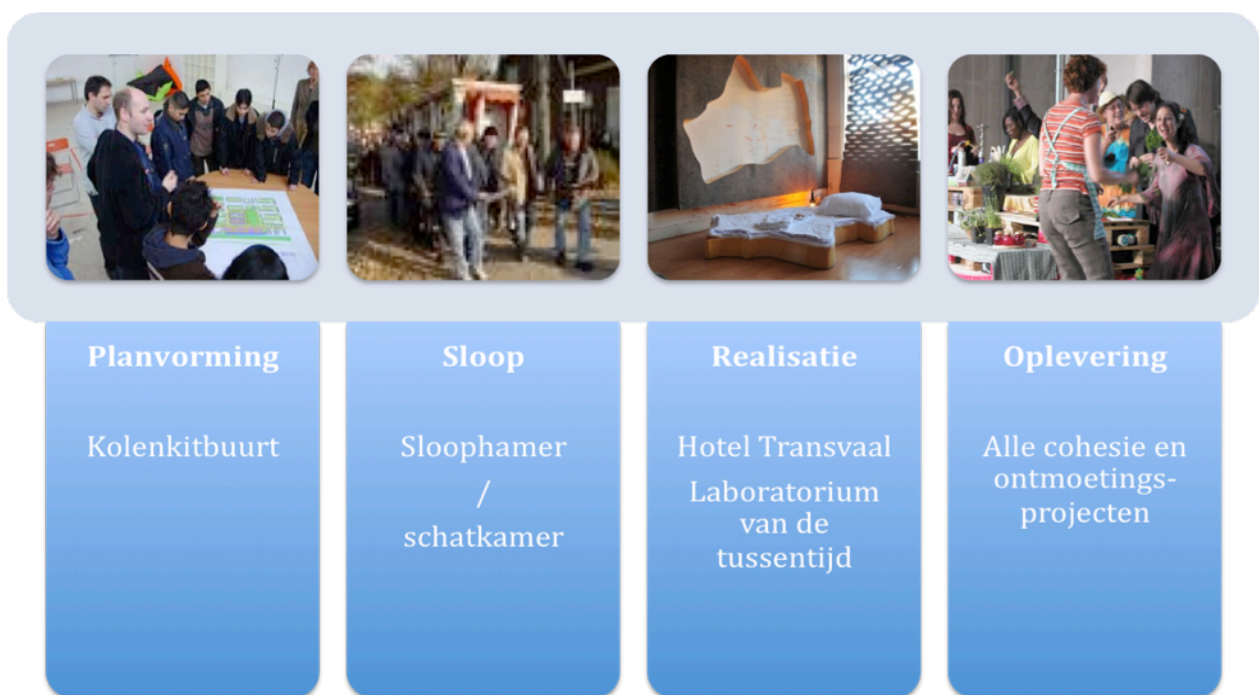 Planvorming
Kolenkitbuurt
Sloop
Sloophamer
/
schatkamer
Realisatie
Hotel Transvaal
Laboratorium
van de
tussentijd
Oplevering
Alle cohesie en
ontmoetings-
projecten